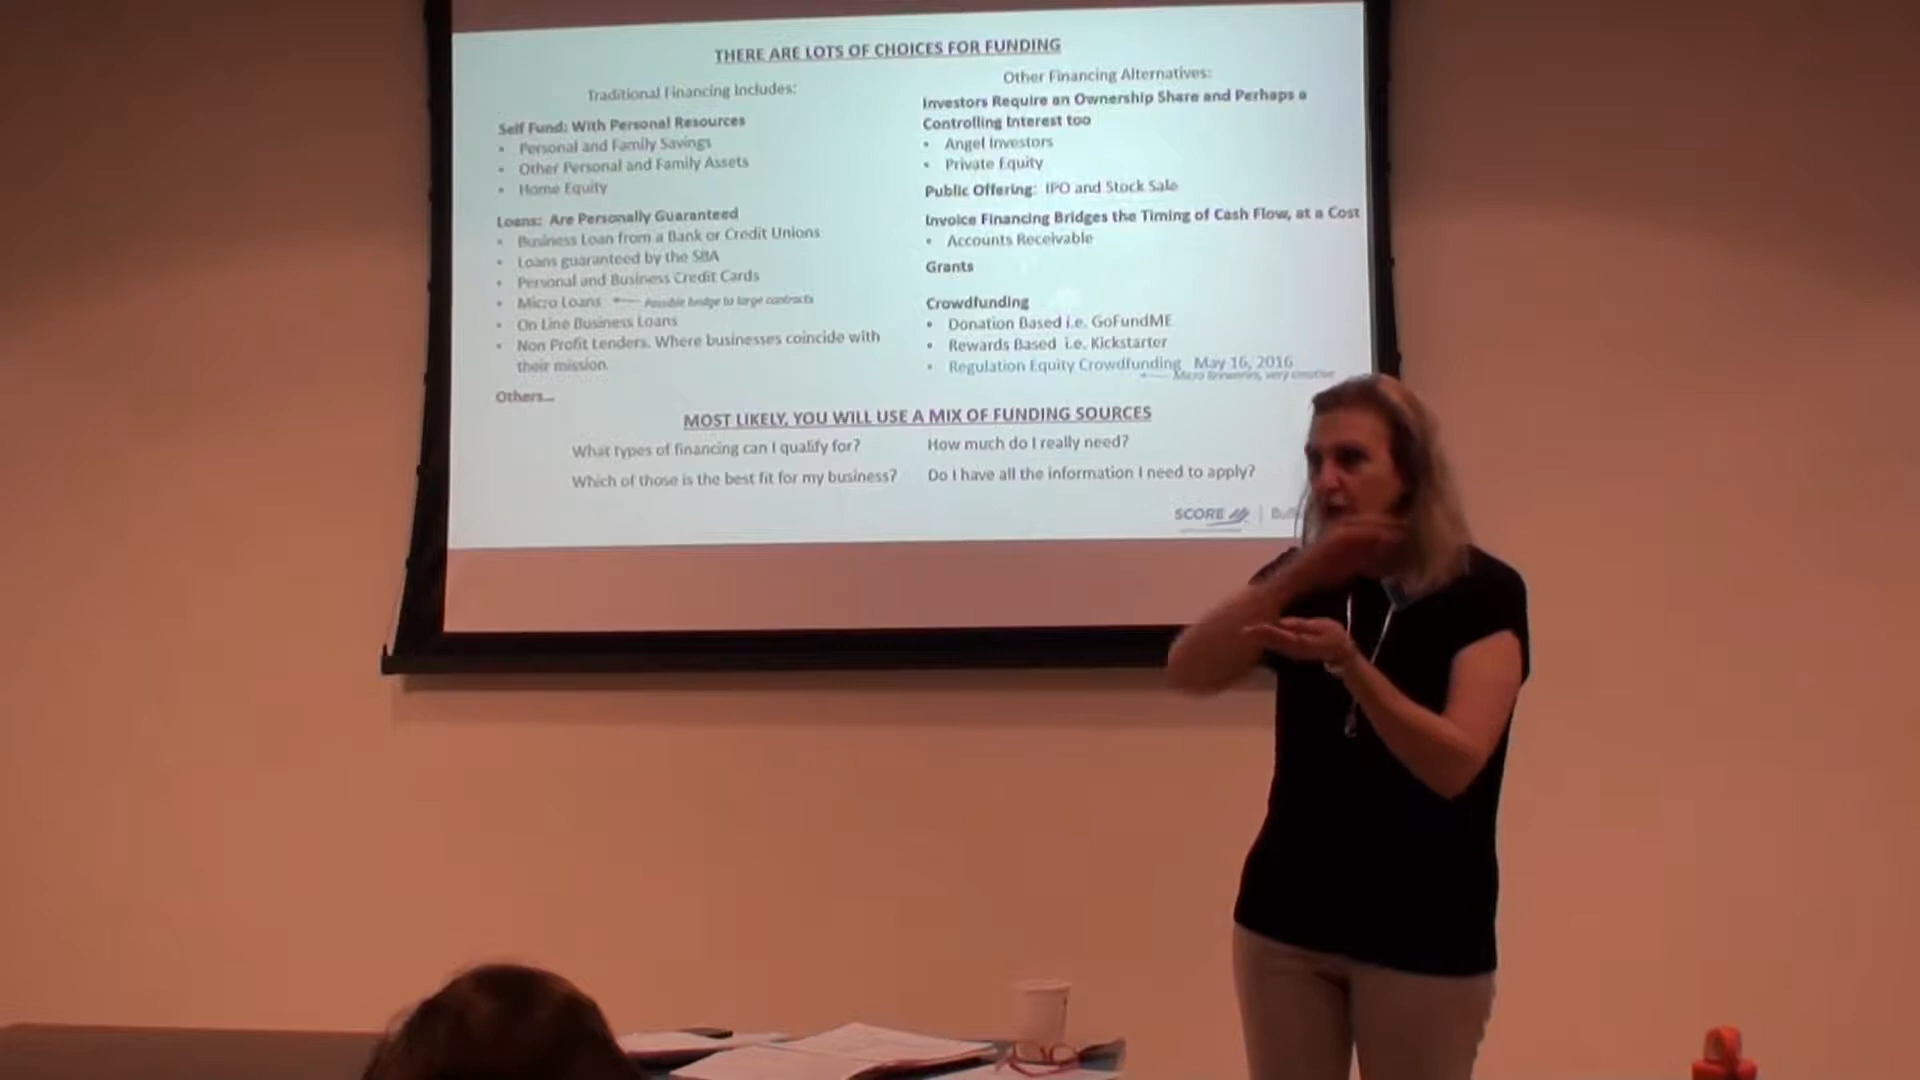 THERE ARE LOTS OF CHOICES FOR FUNDING
Traditional Financing Includes:
Self Fund: With Personal Resources
• Personal and Family Savings
• Other Personal and Family Assets
• Home Equity
Loans: Are Personally Guaranteed
• Business Loan from a Bank or Credit Unions
• Loans guaranteed by the SBA
• Personal and Business Credit Cards
• Micro Loans Possible bridge to large contracts
• On Line Business Loans
• Non Profit Lenders. Where businesses coincide with
their mission.
Others...
Other Financing Alternatives:
Investors Require an Ownership Share and Perhaps a
Controlling Interest too
• Angel Investors
• Private Equity
Public Offering: IPO and Stock Sale
Invoice Financing Bridges the Timing of Cash Flow, at a Cost
• Accounts Receivable
Grants
Crowdfunding
• Donation Based i.e. GoFundME
• Rewards Based i.e. Kickstarter
• Regulation Equity Crowdfunding May 16, 2016
Micro Breweries, very creative
MOST LIKELY, YOU WILL USE A MIX OF FUNDING SOURCES
What types of financing can I qualify for? How much do I really need?
Which of those is the best fit for my business? Do I have all the information I need to apply?
SCORE | Buff